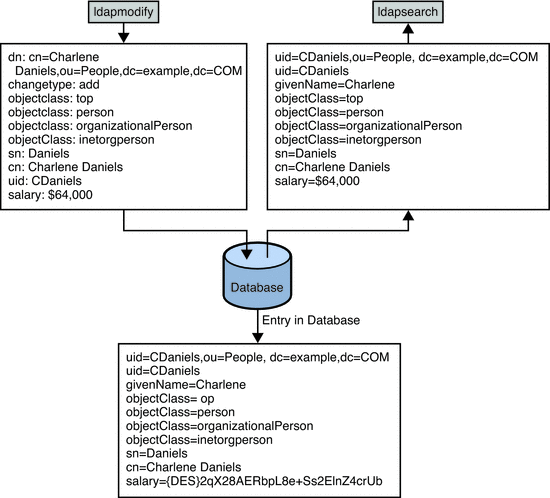 ldapmodify
dn: cn=Charlene
Daniels,ou=People,dc=example,dc=COM
changetype: add
objectclass: top
objectclass: person
objectclass: organizationalPerson
objectClass: inetorgperson
sn: Daniels
cn: Charlene Daniels
uid: CDaniels
salary: $64,000
ldapsearch
uid=CDaniels,ou=People, dc=example,dc=COM
uid=CDaniels
givenName=Charlene
objectClass=top
objectClass=person
objectClass=organizationalPerson
objectClass=inetorgperson
sn=Daniels
cn=Charlene Daniels
salary=$64,000
Database
Entry in Database
uid=CDaniels,ou=People, dc=example,dc=COM
uid=CDaniels
givenName=Charlene
objectClass= op
objectClass=person
objectClass=organizationalPerson
objectClass=inetorgperson
sn=Daniels
cn=Charlene Daniels
salary={DES}2qX28AERbpL8e+Ss2ElnZ4crUb